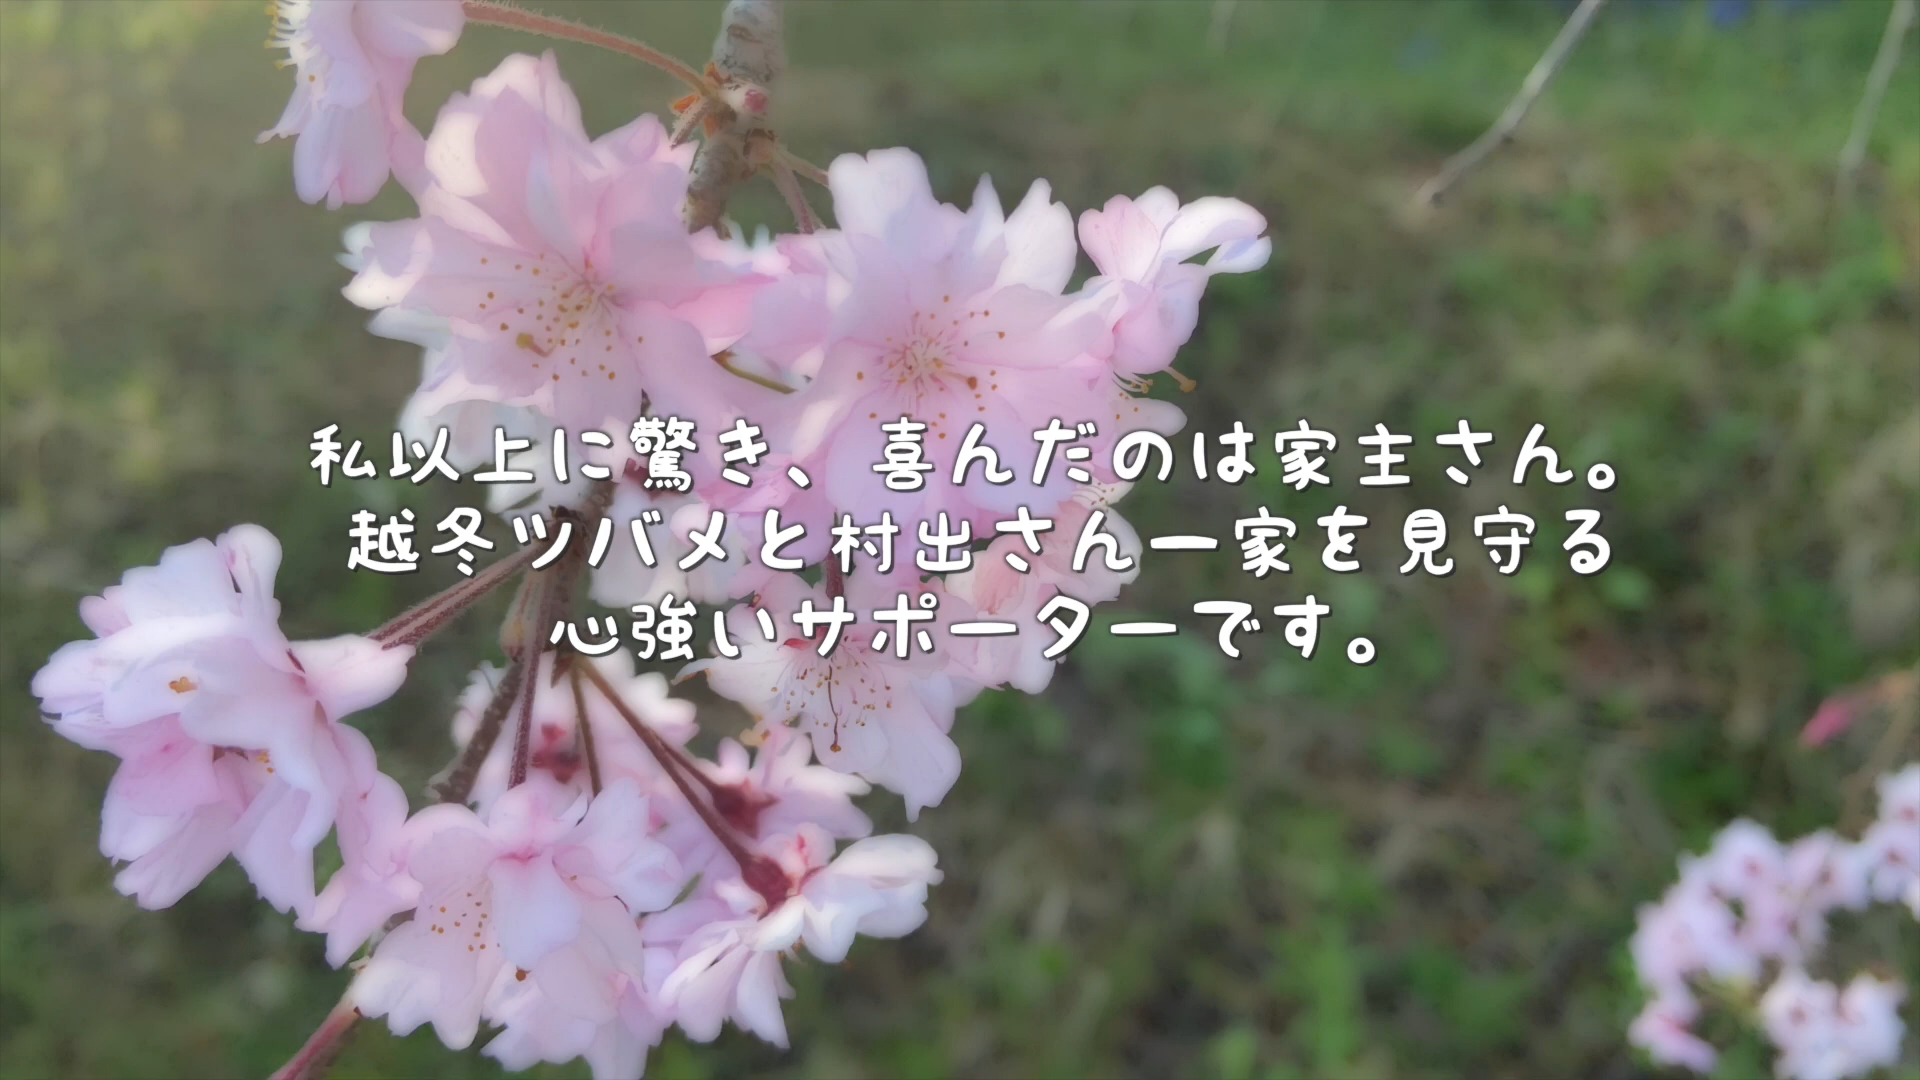 私以上に驚き、喜んだのは家主さん。
越冬ツバメと村出さん一家を見守る
心強いサポーターです。